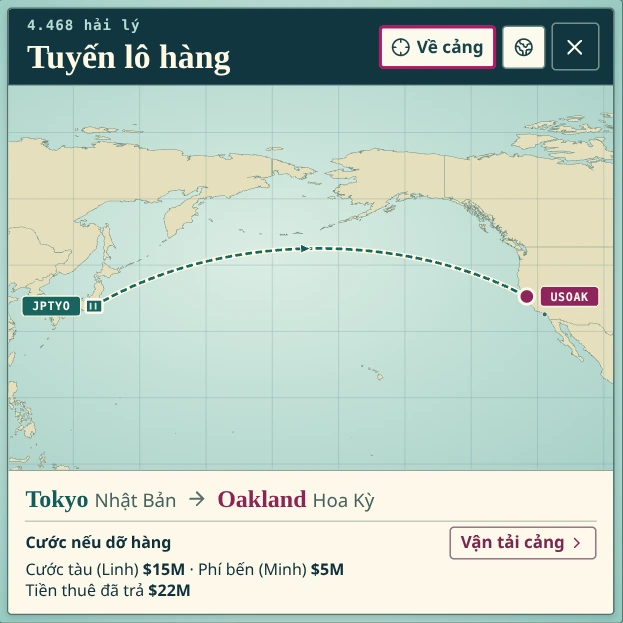 4.468 hải lý
Tuyến lô hàng
Về cảng
JPTYO
USOAK
Tokyo Nhật Bản → Oakland Hoa Kỳ
Cước nếu dỡ hàng
Vận tải cảng
Cước tàu (Linh) $15M · Phí bến (Minh) $5M
Tiền thuê đã trả $22M